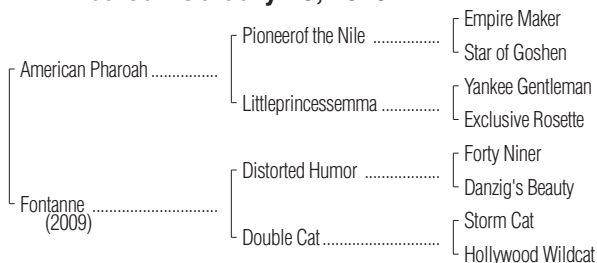 Pioneerof the Nile ................
Empire Maker
Star of Goshen
American Pharoah ...............
Littleprincessemma ..............
Yankee Gentleman
Exclusive Rosette
Distorted Humor ..................
Forty Niner
Danzig's Beauty
Fontanne ............................
(2009)
Double Cat...........................
Storm Cat
Hollywood Wildcat